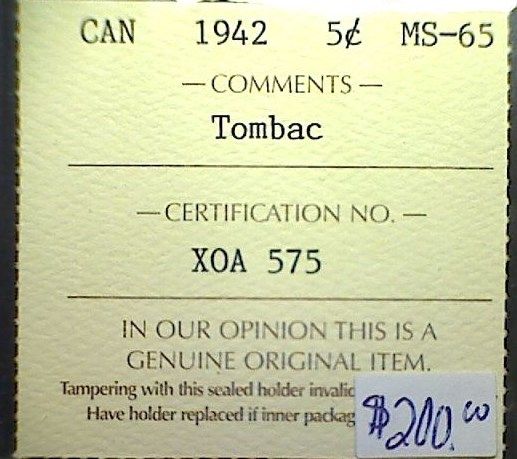 CAN 1942 5¢ MS-65
— COMMENTS —
Tombac
— CERTIFICATION NO. —
XOA 575
IN OUR OPINION THIS IS A
GENUINE ORIGINAL ITEM.
Tampering with this sealed holder
Have holder replaced if inner
$200.00